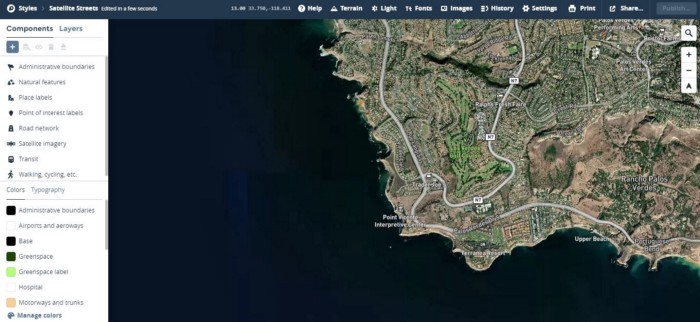 Styles > Satellite Streets Edited in a few seconds
13.00 33.750,-118.411
Help
Terrain
Light
Fonts
Images
History
Settings
Print
Share...
Publish...
Components Layers
Administrative boundaries
Natural features
Place labels
Point of interest labels
Road network
Satellite imagery
Transit
Walking, cycling, etc.
Colors Typography
Administrative boundaries
Airports and aeroways
Base
Greenspace
Greenspace label
Hospital
Motorways and trunks
Manage colors
Palos Verdes
Performing Arts
Palos Verdes
Art Center
N7
Ralphs Fresh Fare
N7
N7
Rancho Palos
Verdes
Point Vicente
Interpretive Center
Upper Beach
Portuguese
Bend
Terranea Resort